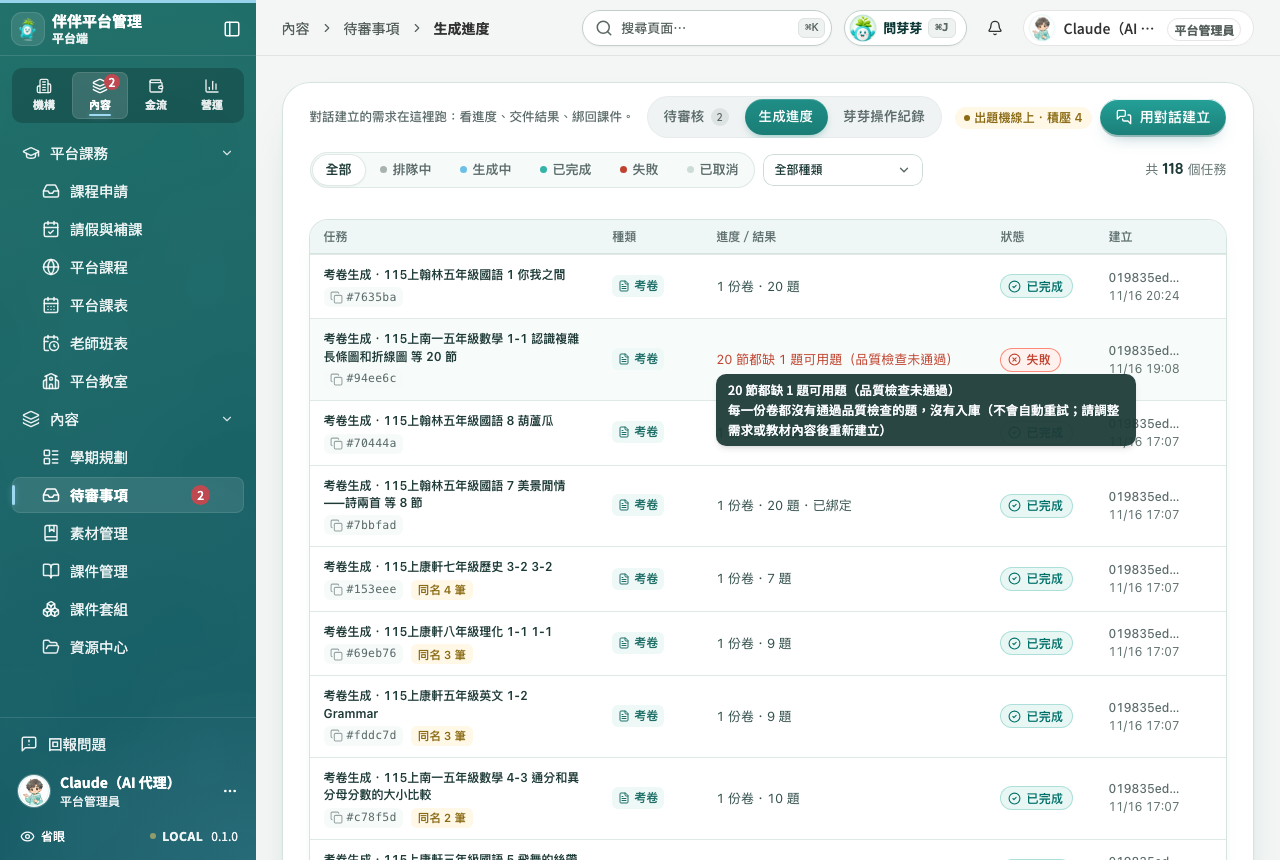 伴伴平台管理
平台端
機構
內容
2
金流
營運
平台課務
課程申請
請假與補課
平台課程
平台課表
老師班表
平台教室
內容
學期規劃
待審事項
2
素材管理
課件管理
課件套組
資源中心
回報問題
Claude（AI 代理）
平台管理員
省眼
LOCAL 0.1.0
內容
待審事項
生成進度
搜尋頁面…
⌘K
問芽芽
⌘J
Claude（AI …
平台管理員
對話建立的需求在這裡跑：看進度、交件結果、綁回課件。
待審核 2
生成進度
芽芽操作紀錄
出題機線上 · 積壓 4
用對話建立
全部
排隊中
生成中
已完成
失敗
已取消
全部種類
共 118 個任務
任務
種類
進度 / 結果
狀態
建立
考卷生成 · 115上翰林五年級國語 1 你我之間
#7635ba
考卷
1 份卷 · 20 題
已完成
019835ed…
11/16 20:24
考卷生成 · 115上南一五年級數學 1-1 認識複雜
長條圖和折線圖 等 20 節
#94ee6c
考卷
20 節都缺 1 題可用題（品質檢查未通過）
失敗
019835ed…
11/16 19:08
20 節都缺 1 題可用題（品質檢查未通過）
每一份卷都沒有通過品質檢查的題，沒有入庫（不會自動重試；請調整
需求或教材內容後重新建立）
考卷生成 · 115上翰林五年級國語 8 葫蘆瓜
#70444a
考卷
已完成
835ed…
11/16 17:07
考卷生成 · 115上翰林五年級國語 7 美景閒情
——詩兩首 等 8 節
#7bbfad
考卷
1 份卷 · 20 題 · 已綁定
已完成
019835ed…
11/16 17:07
考卷生成 · 115上康軒七年級歷史 3-2 3-2
#153eee
同名 4 筆
考卷
1 份卷 · 7 題
已完成
019835ed…
11/16 17:07
考卷生成 · 115上康軒八年級理化 1-1 1-1
#69eb76
同名 3 筆
考卷
1 份卷 · 9 題
已完成
019835ed…
11/16 17:07
考卷生成 · 115上康軒五年級英文 1-2
Grammar
#fddc7d
同名 3 筆
考卷
1 份卷 · 9 題
已完成
019835ed…
11/16 17:07
考卷生成 · 115上南一五年級數學 4-3 通分和異
分母分數的大小比較
#c78f5d
同名 2 筆
考卷
1 份卷 · 10 題
已完成
019835ed…
11/16 17:07